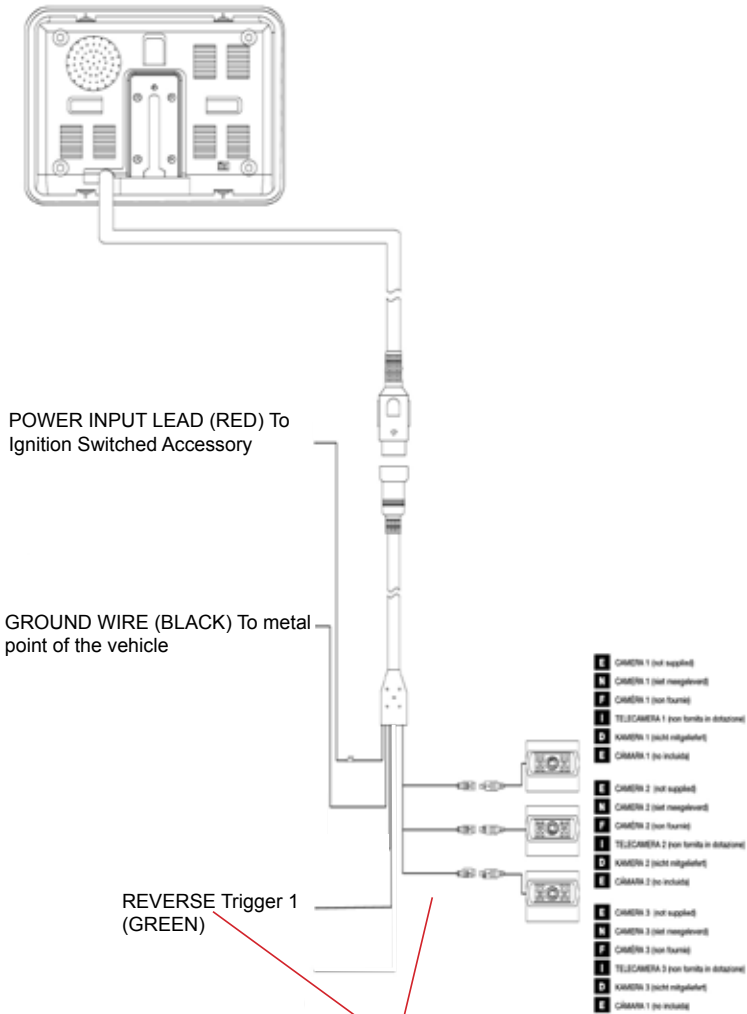 POWER INPUT LEAD (RED) To
Ignition Switched Accessory
GROUND WIRE (BLACK) To metal
point of the vehicle
REVERSE Trigger 1
(GREEN)
E CAMERA 1 (not supplied)
N CAMERA 1 (niet meegeleverd)
F CAMÉRA 1 (non fournie)
I TELECAMERA 1 (non fornita in dotazione)
D KAMERA 1 (nicht mitgeliefert)
E CÁMARA 1 (no incluida)
E CAMERA 2 (not supplied)
N CAMERA 2 (niet meegeleverd)
F CAMÉRA 2 (non fournie)
I TELECAMERA 2 (non fornita in dotazione)
D KAMERA 2 (nicht mitgeliefert)
E CÁMARA 2 (no incluida)
E CAMERA 3 (not supplied)
N CAMERA 3 (niet meegeleverd)
F CAMÉRA 3 (non fournie)
I TELECAMERA 3 (non fornita in dotazione)
D KAMERA 3 (nicht mitgeliefert)
E CÁMARA 1 (no incluida)